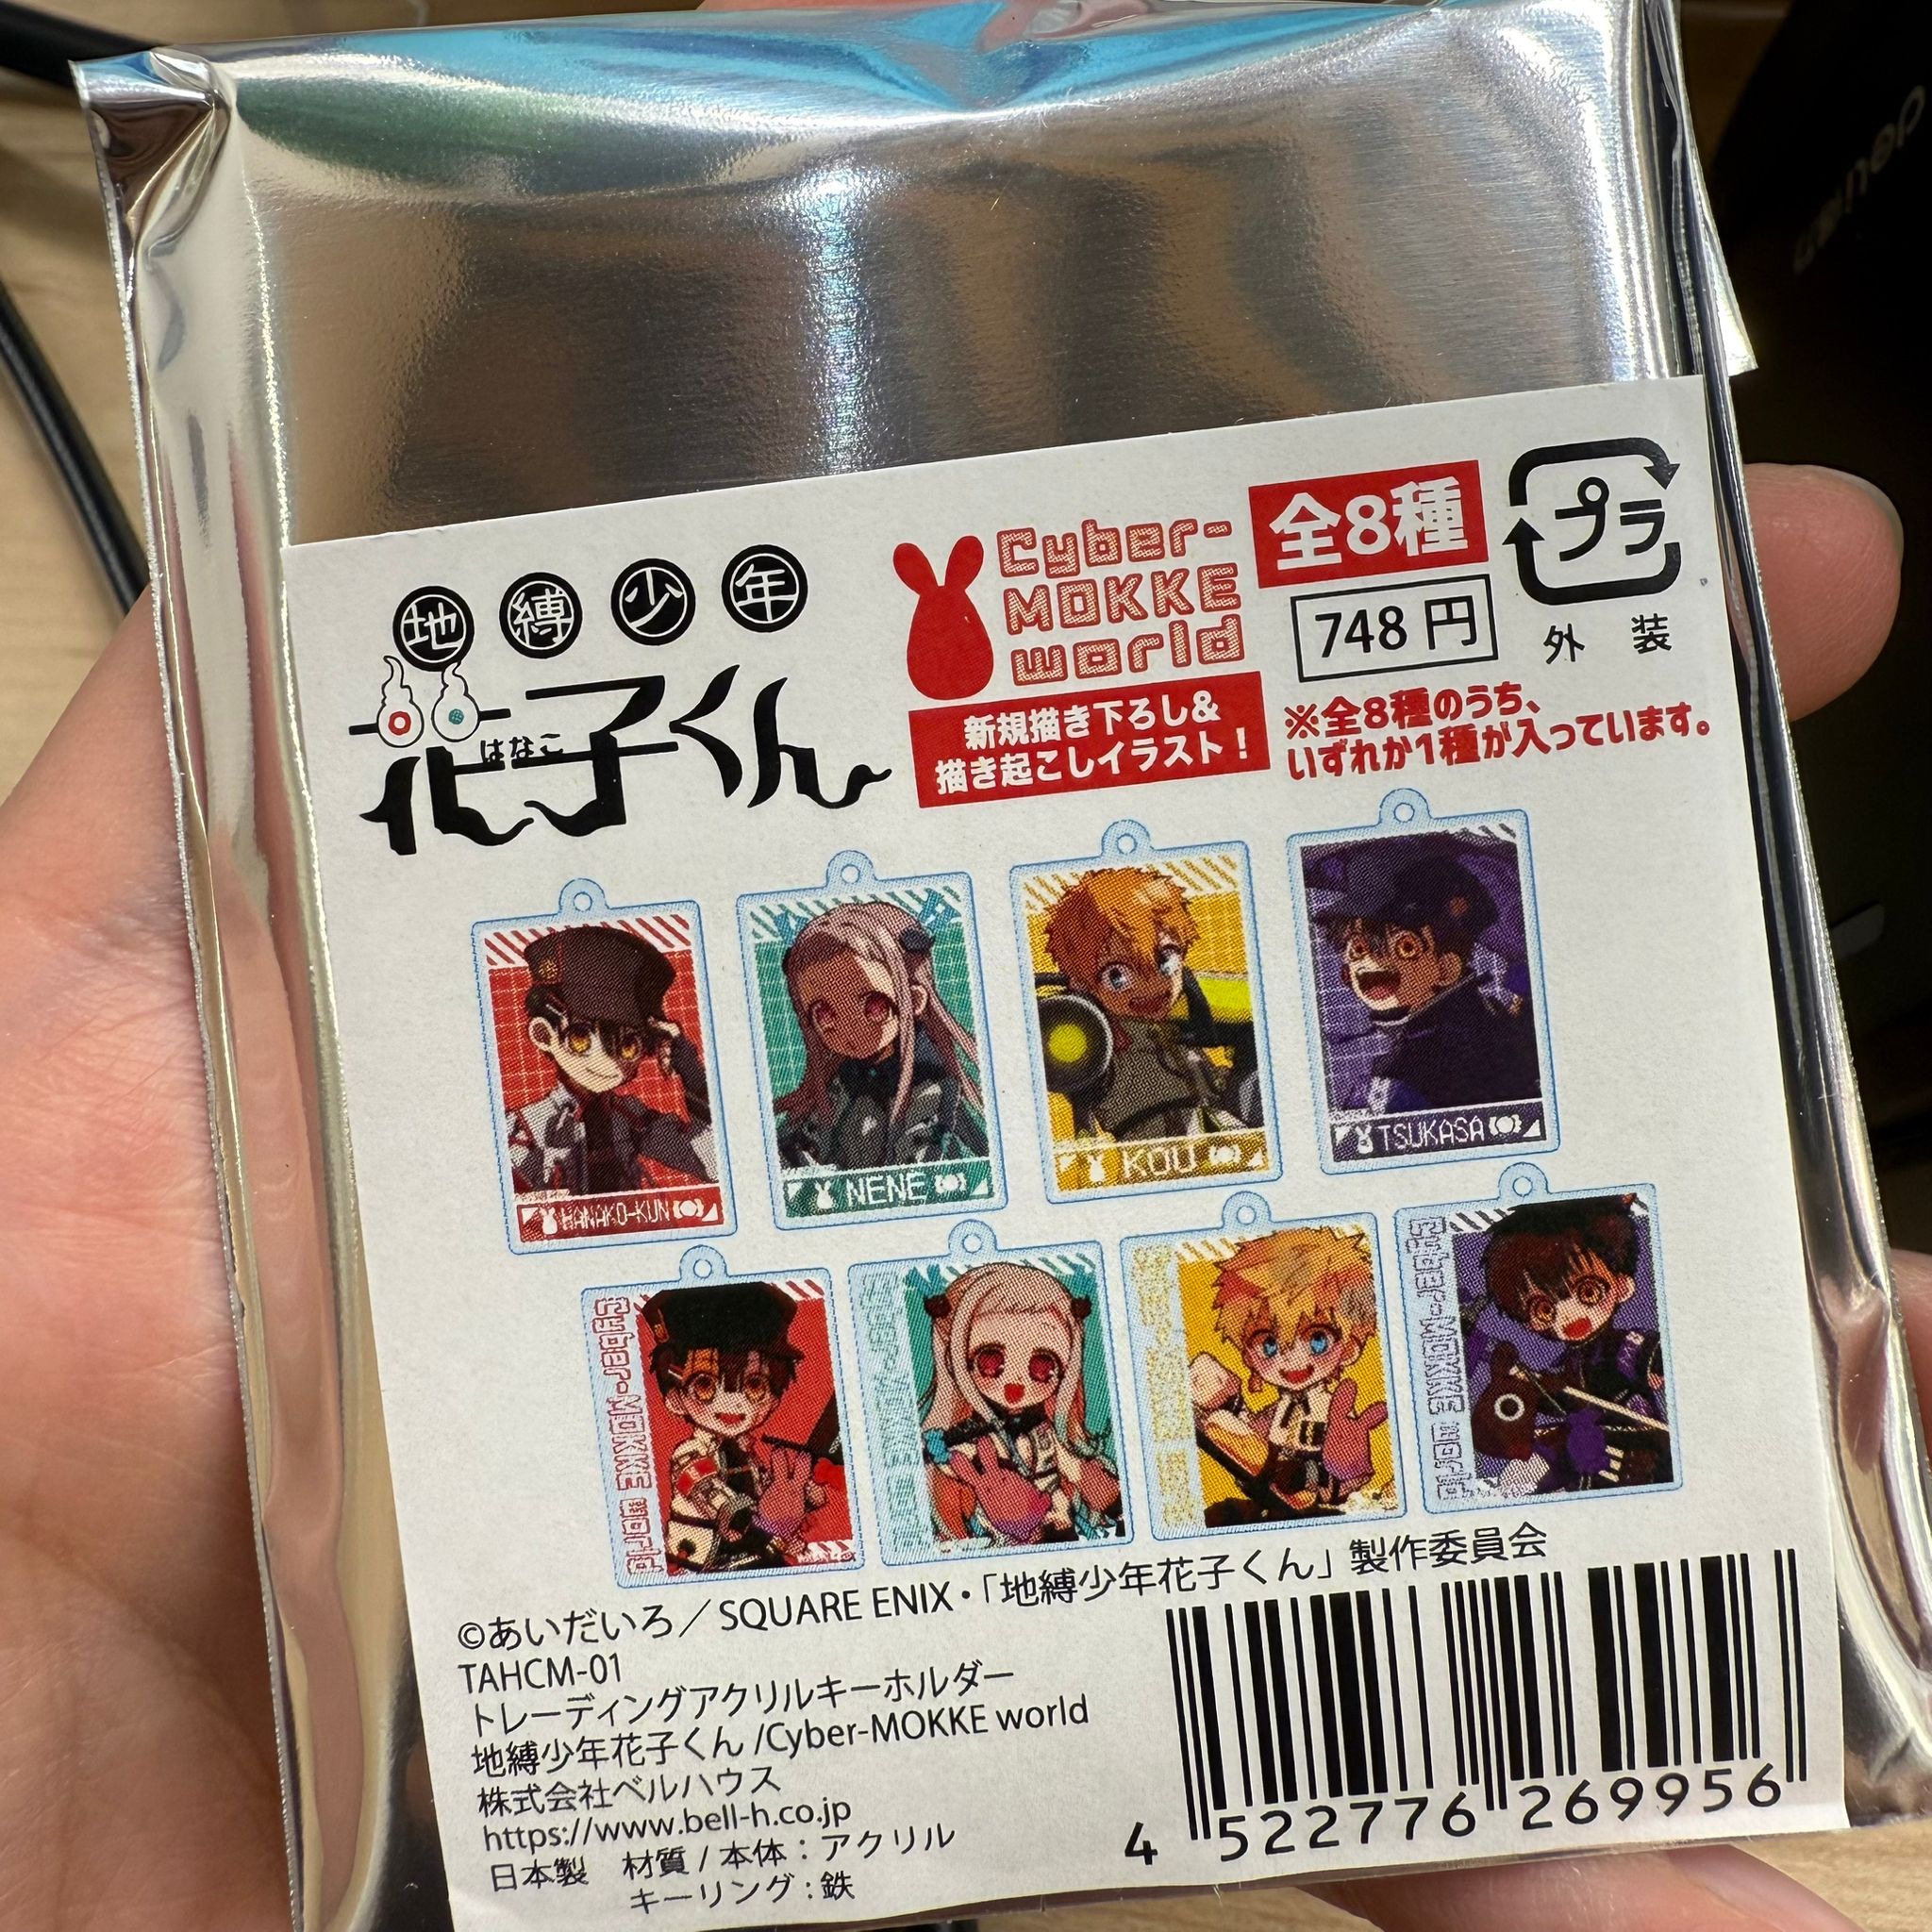 地縛少年
花子くん
はなこ
Cyber-
MOKKE
world
新規描き下ろし&
描き起こしイラスト!
全8種
748円
プラ
外装
※全8種のうち、
いずれか1種が入っています。
HANAKO-KUN
NENE
KOU
TSUKASA
Cyber-MOKKE world
Cyber-MOKKE world
©あいだいろ/SQUARE ENIX・「地縛少年花子くん」製作委員会
TAHCM-01
トレーディングアクリルキーホルダー
地縛少年花子くん/Cyber-MOKKE world
株式会社ベルハウス
https://www.bell-h.co.jp
日本製 材質/本体:アクリル
キーリング:鉄
4 522776 269956